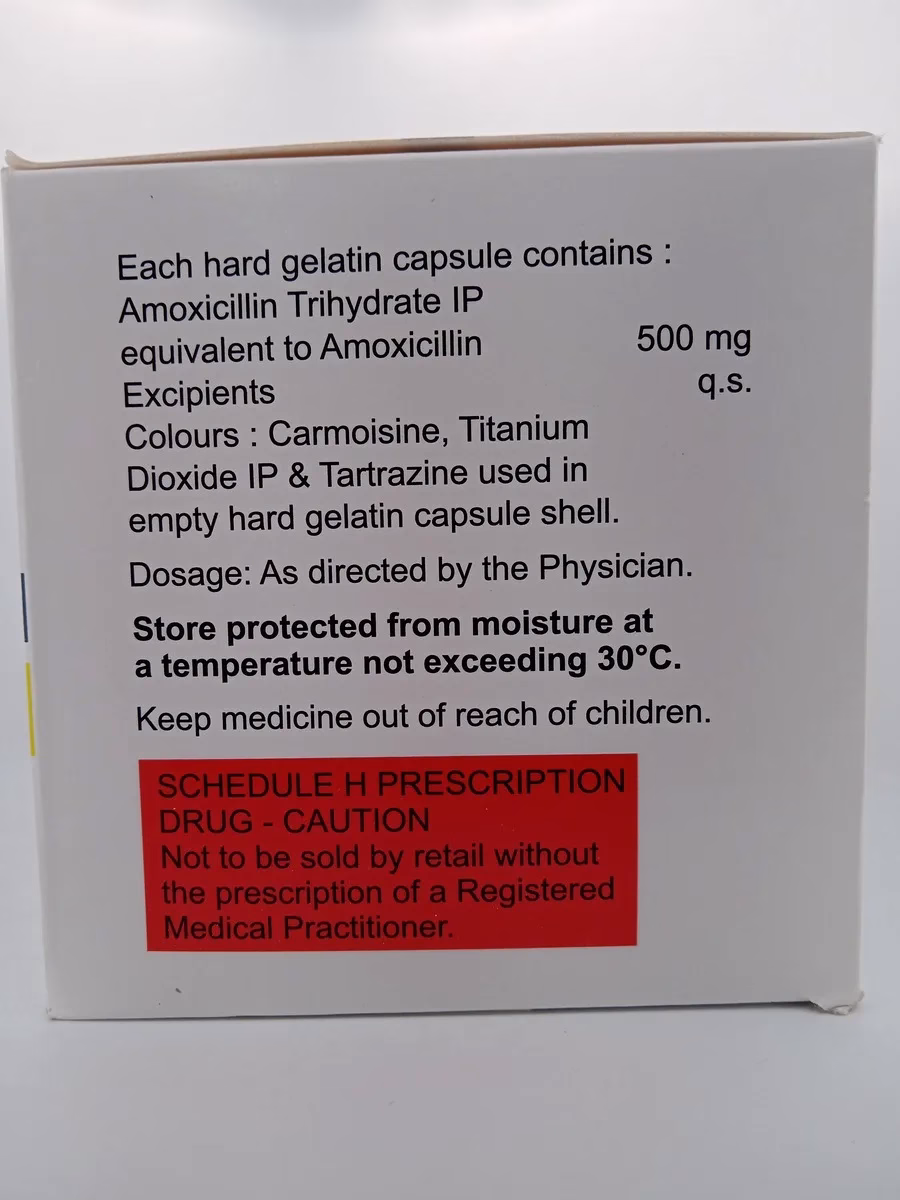 Each hard gelatin capsule contains :
Amoxicillin Trihydrate IP
equivalent to Amoxicillin 500 mg
Excipients q.s.
Colours : Carmoisine, Titanium
Dioxide IP & Tartrazine used in
empty hard gelatin capsule shell.
Dosage: As directed by the Physician.
Store protected from moisture at
a temperature not exceeding 30°C.
Keep medicine out of reach of children.
SCHEDULE H PRESCRIPTION
DRUG - CAUTION
Not to be sold by retail without
the prescription of a Registered
Medical Practitioner.